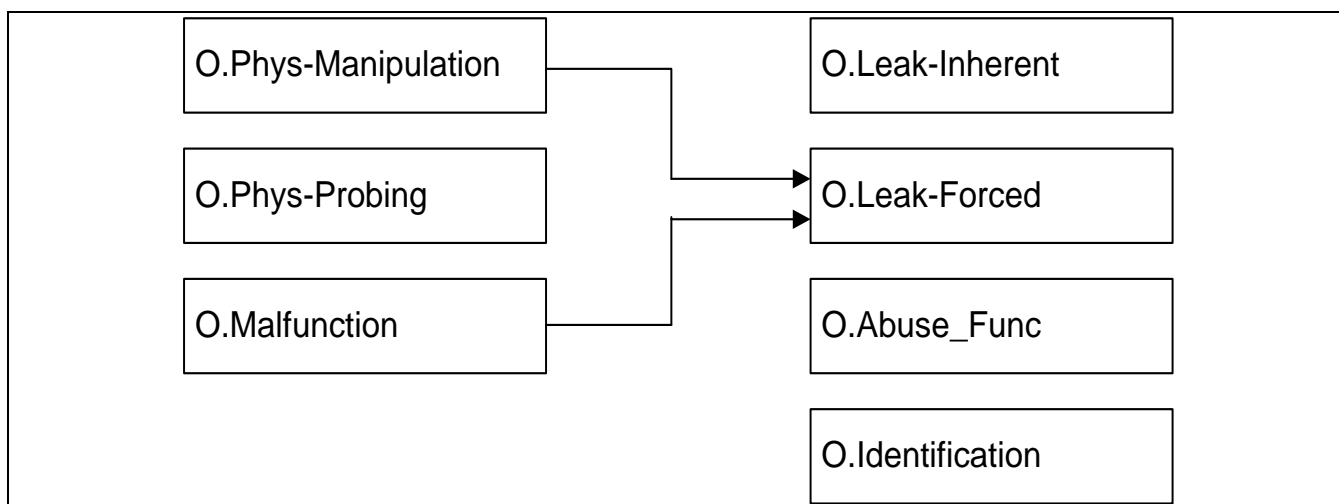 O.Phys-Manipulation
O.Leak-Inherent
O.Phys-Probing
O.Leak-Forced
O.Malfunction
O.Abuse_Func
O.Identification